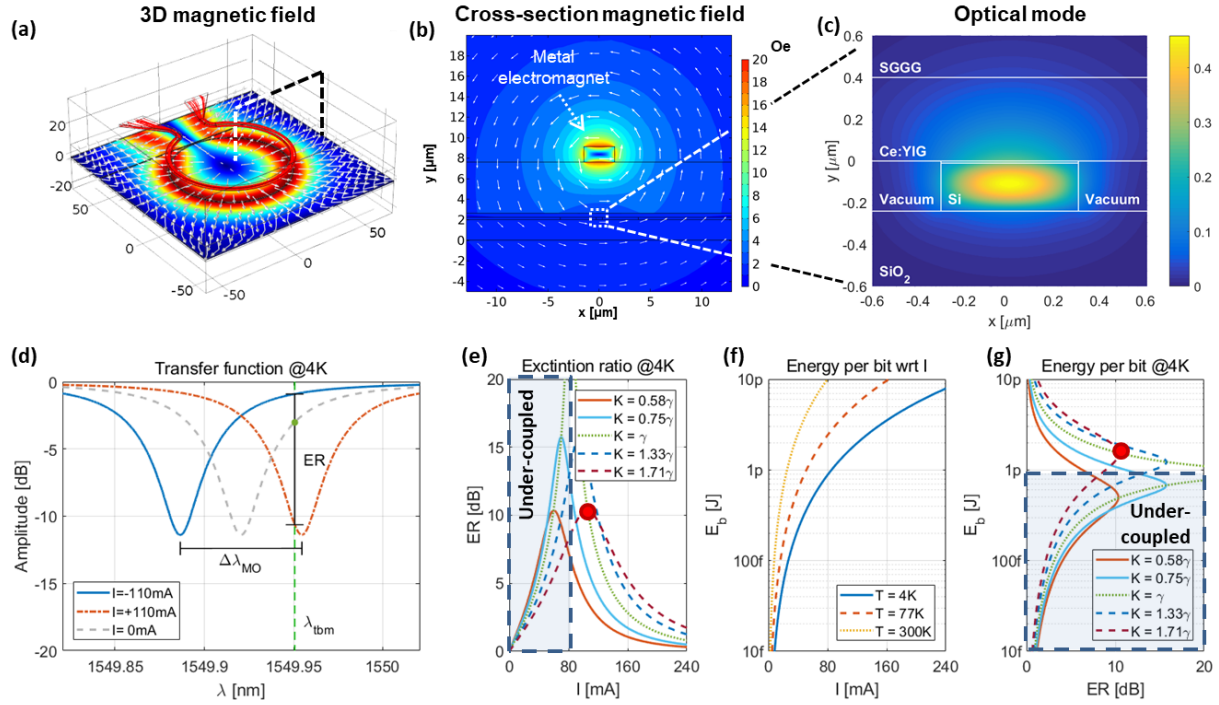 3D magnetic field
Cross-section magnetic field
Optical mode
(a)
20
0
-20
50
0
-50
-50
0
50
(b)
20
18
16
14
12
10
8
6
4
2
0
-2
-4
y [μm]
-10
-5
0
5
10
x [μm]
Metal
electromagnet
Oe
20
18
16
14
12
10
8
6
4
2
0
(c)
0.6
0.4
0.2
0
-0.2
-0.4
-0.6
y [μm]
-0.6
-0.4
-0.2
0
0.2
0.4
0.6
x [μm]
SGGG
Ce:YIG
Vacuum
Si
Vacuum
SiO2
0.4
0.3
0.2
0.1
0
(d)
Transfer function @4K
0
-5
-10
-15
-20
Amplitude [dB]
1549.85
1549.9
1549.95
1550
λ [nm]
ER
ΔλMO
λtbm
I=-110mA
I=+110mA
I= 0mA
(e)
Exctintion ratio @4K
20
15
10
5
0
ER [dB]
0
80
160
240
I [mA]
Under-coupled
K = 0.58γ
K = 0.75γ
K = γ
K = 1.33γ
K = 1.71γ
(f)
Energy per bit wrt I
10p
1p
100f
10f
Eb [J]
0
80
160
240
I [mA]
T = 4K
T = 77K
T = 300K
(g)
Energy per bit @4K
10p
1p
100f
10f
Eb [J]
0
5
10
15
20
ER [dB]
Under-
coupled
K = 0.58γ
K = 0.75γ
K = γ
K = 1.33γ
K = 1.71γ